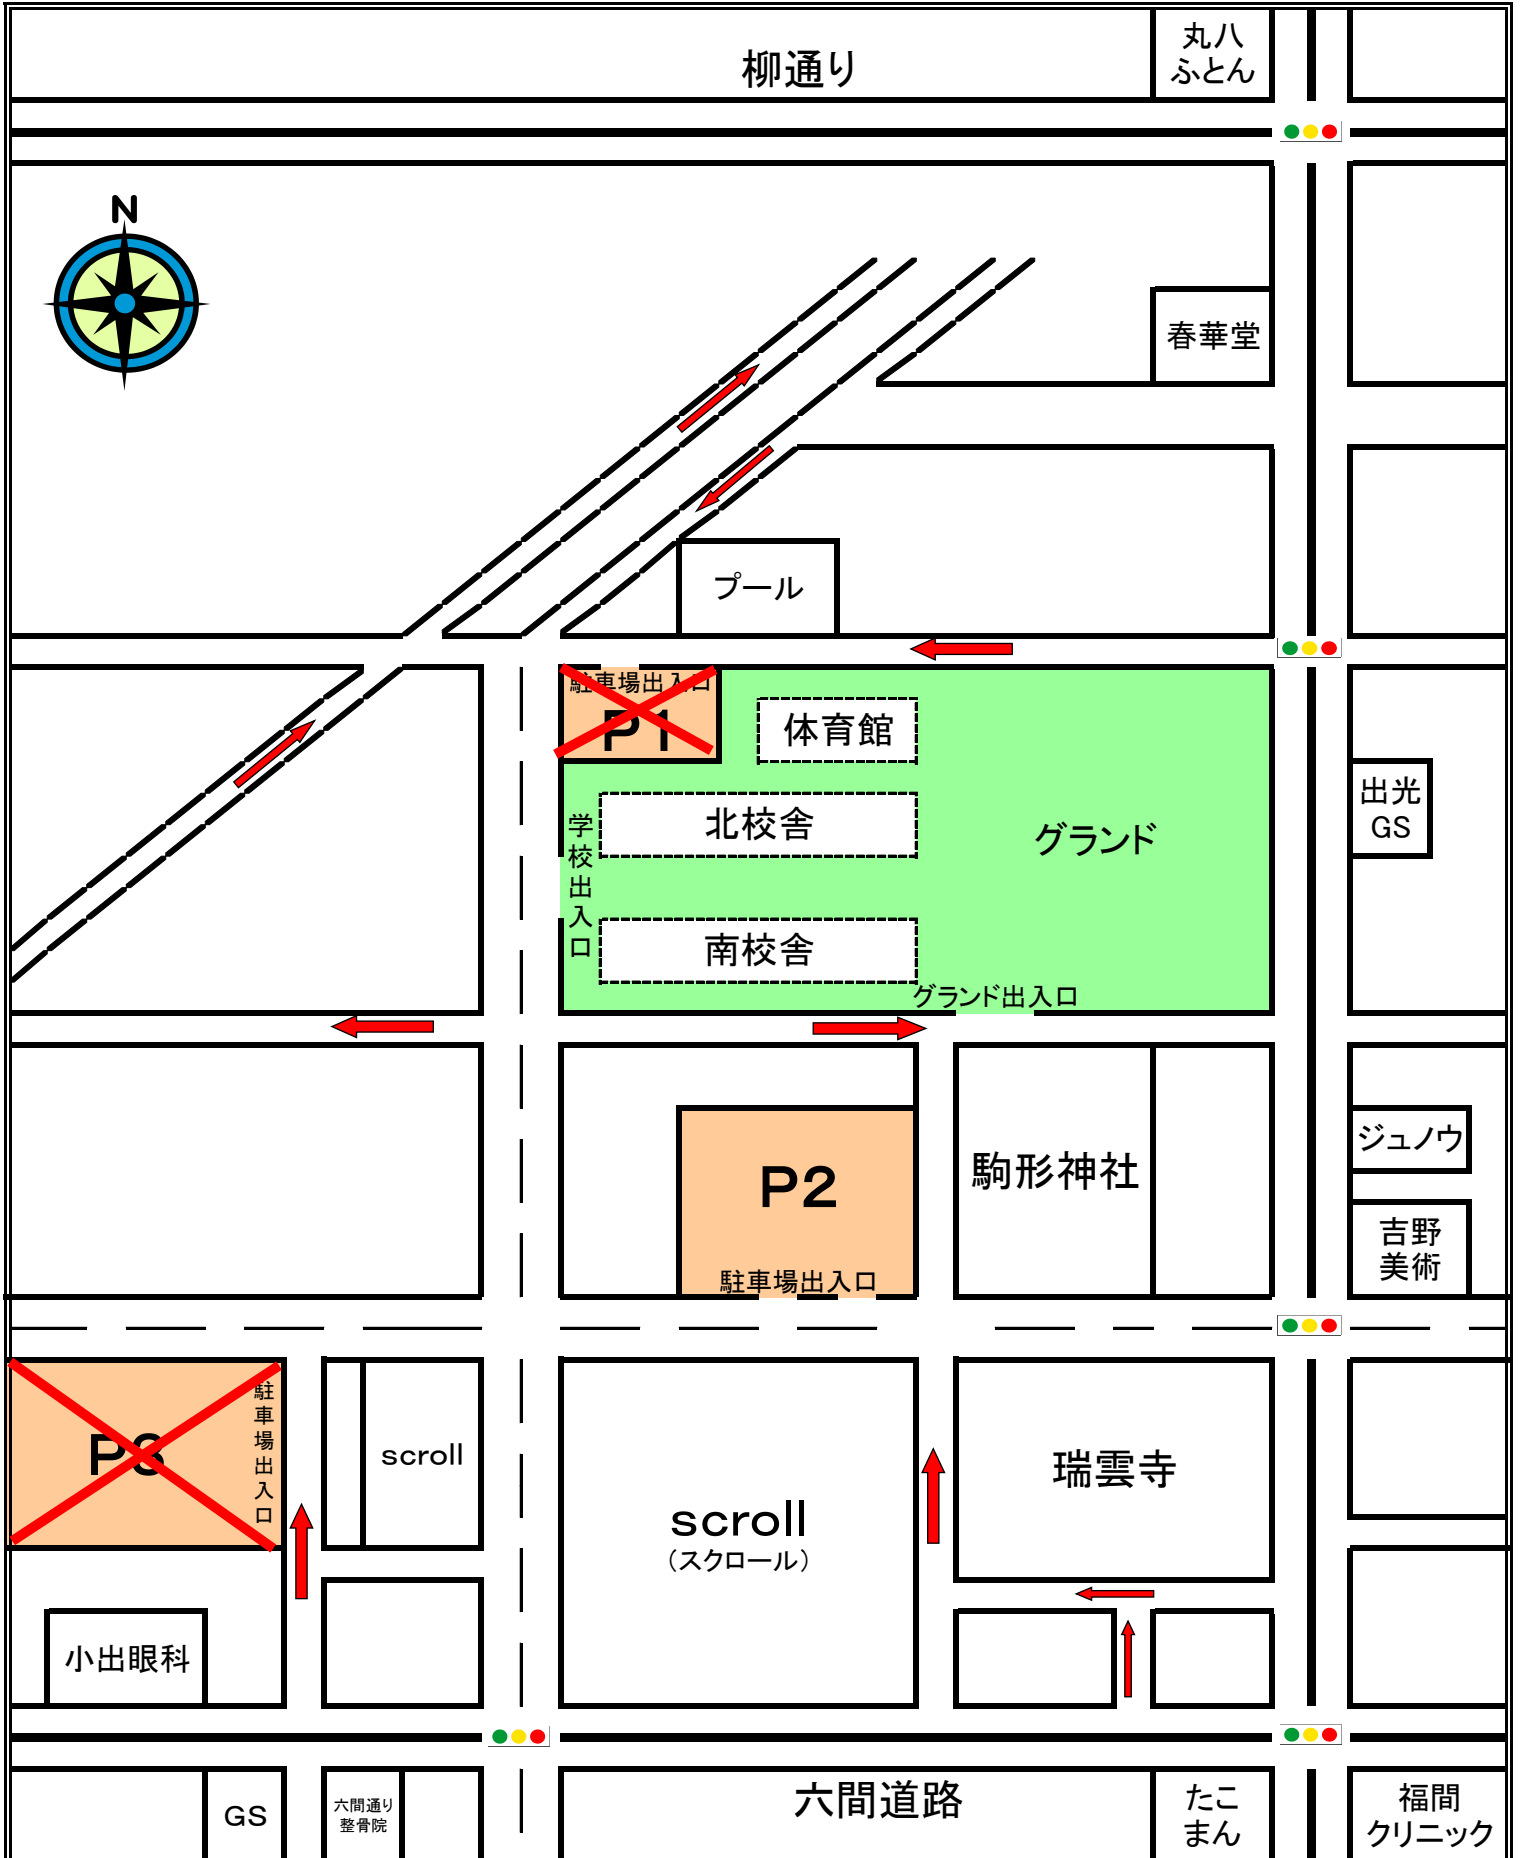 柳通り
丸八
ふとん
N
春華堂
プール
駐車場出入口
P1
体育館
北校舎
グランド
学校出入口
南校舎
グランド出入口
出光
GS
P2
駐車場出入口
駒形神社
ジュノウ
吉野
美術
P3
駐車場出入口
scroll
scroll
(スクロール)
瑞雲寺
小出眼科
GS
六間通り
整骨院
六間道路
たこ
まん
福間
クリニック